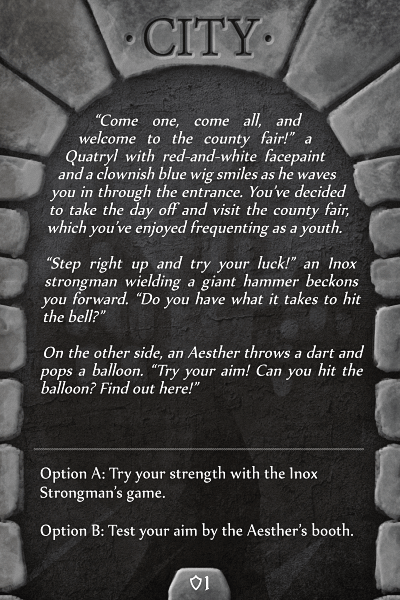 · CITY ·
“Come one, come all, and
welcome to the county fair!” a
Quatryl with red-and-white facepaint
and a clownish blue wig smiles as he waves
you in through the entrance. You’ve decided
to take the day off and visit the county fair,
which you’ve enjoyed frequenting as a youth.
“Step right up and try your luck!” an Inox
strongman wielding a giant hammer beckons
you forward. “Do you have what it takes to hit
the bell?”
On the other side, an Aesther throws a dart and
pops a balloon. “Try your aim! Can you hit the
balloon? Find out here!”
Option A: Try your strength with the Inox
Strongman’s game.
Option B: Test your aim by the Aesther’s booth.
01